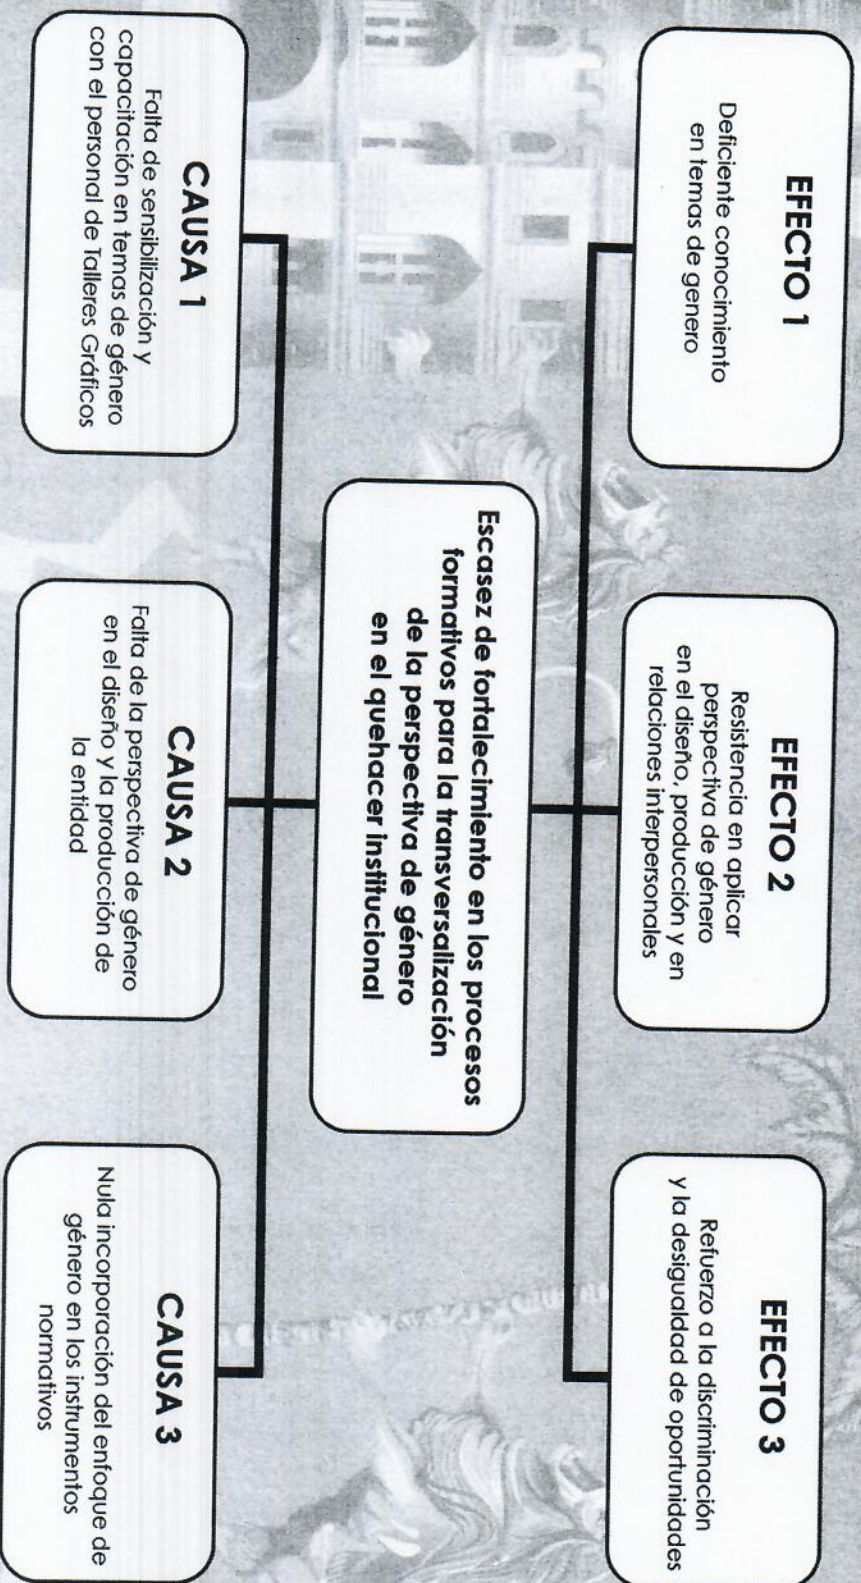 EFECTO 1
Deficiente conocimiento
en temas de genero
EFECTO 2
Resistencia en aplicar
perspectiva de género
en el diseño, producción y en
relaciones interpersonales
EFECTO 3
Refuerzo a la discriminación
y la desigualdad de oportunidades
Escasez de fortalecimiento en los procesos
formativos para la transversalización
de la perspectiva de género
en el quehacer institucional
CAUSA 1
Falta de sensibilización y
capacitación en temas de género
con el personal de Talleres Gráficos
CAUSA 2
Falta de la perspectiva de género
en el diseño y la producción de
la entidad
CAUSA 3
Nula incorporación del enfoque de
género en los instrumentos
normativos